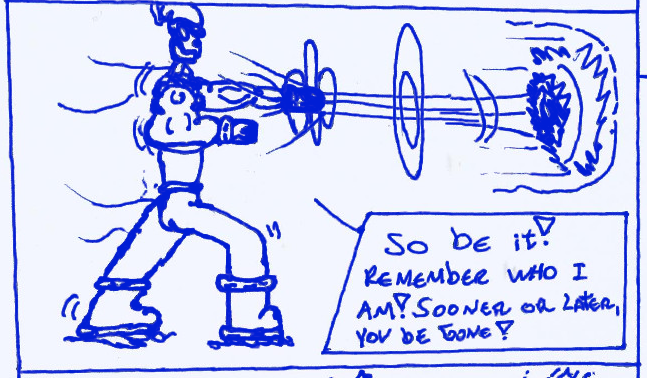 So be it!
REMEMBER WHO I
AM! SOONER OR LATER,
YOU BE GONE!